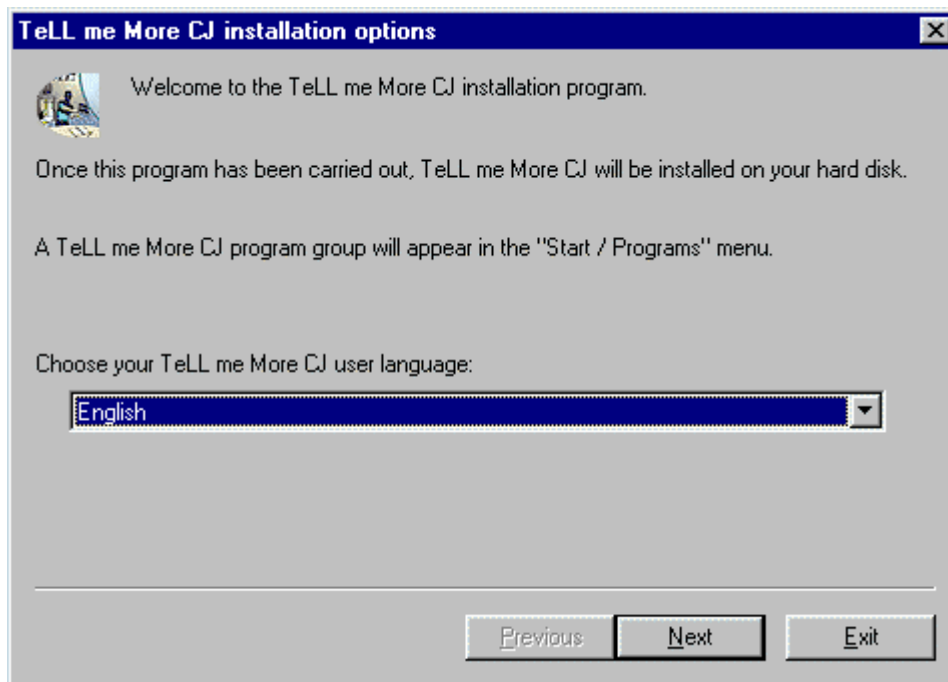 TeLL me More CJ installation options
Welcome to the TeLL me More CJ installation program.
Once this program has been carried out, TeLL me More CJ will be installed on your hard disk.
A TeLL me More CJ program group will appear in the "Start / Programs" menu.
Choose your TeLL me More CJ user language:
English
Previous Next Exit